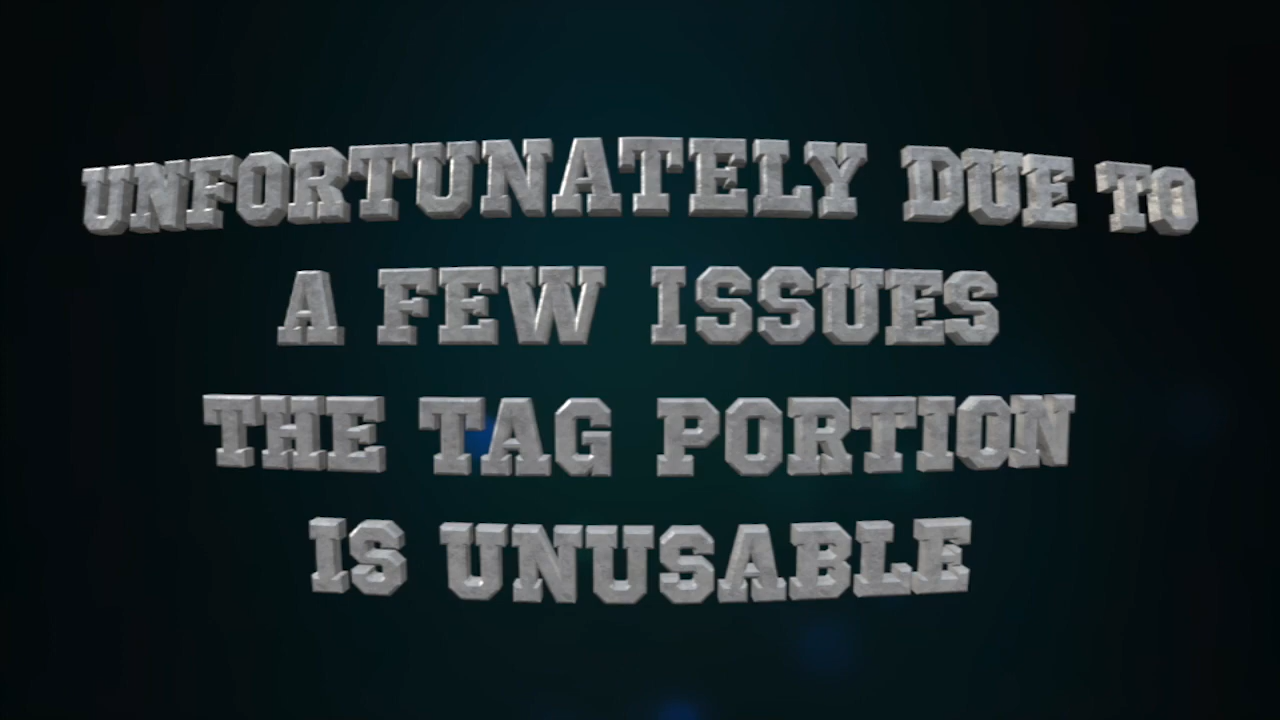 UNFORTUNATELY DUE TO
A FEW ISSUES
THE TAG PORTION
IS UNUSABLE